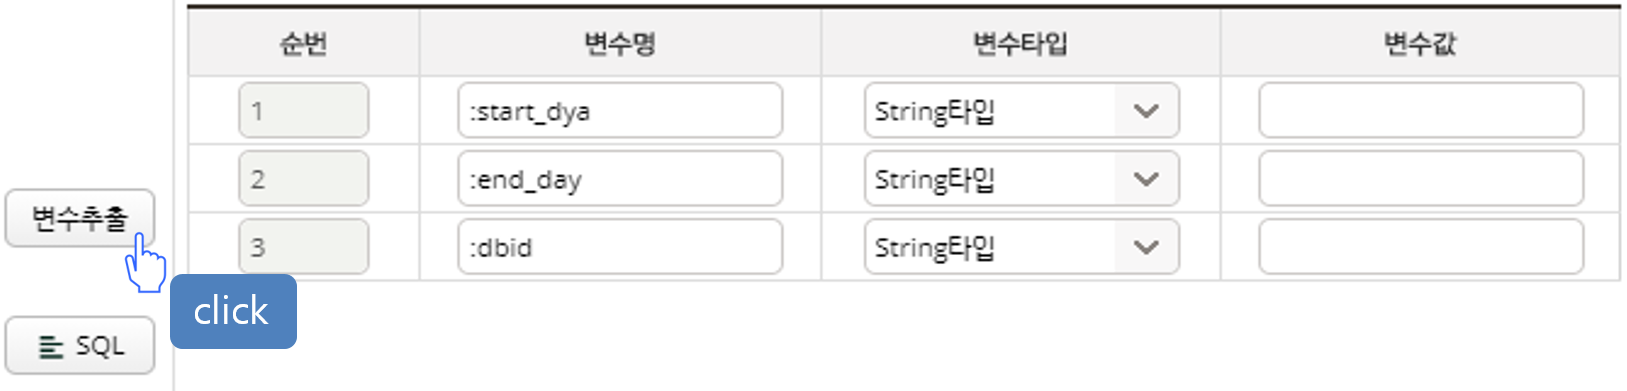 순번 변수명 변수타입 변수값
1 :start_dya String타입
2 :end_day String타입
3 :dbid String타입
변수추출
click
SQL